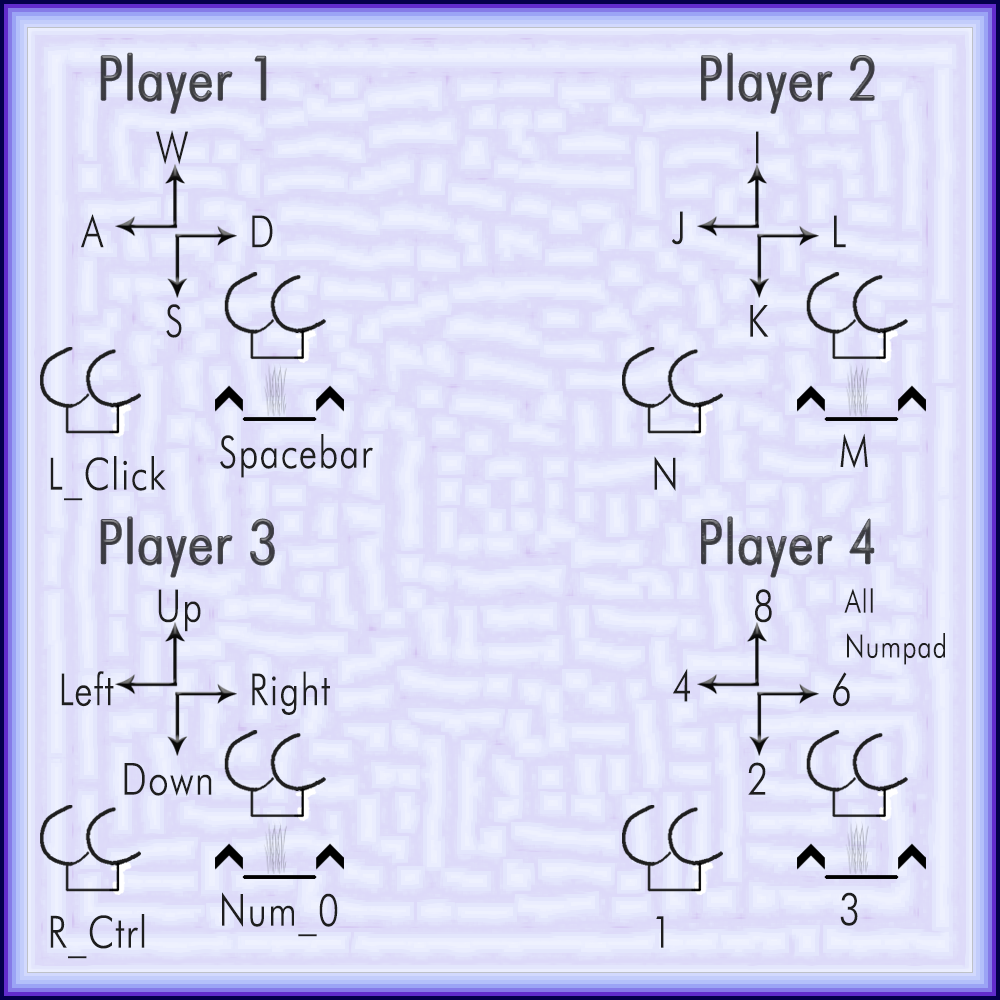 Player 1
W
A
D
S
L_Click
Spacebar
Player 2
I
J
L
K
N
M
Player 3
Up
Left
Right
Down
R_Ctrl
Num_0
Player 4
8
All
Numpad
4
6
2
1
3